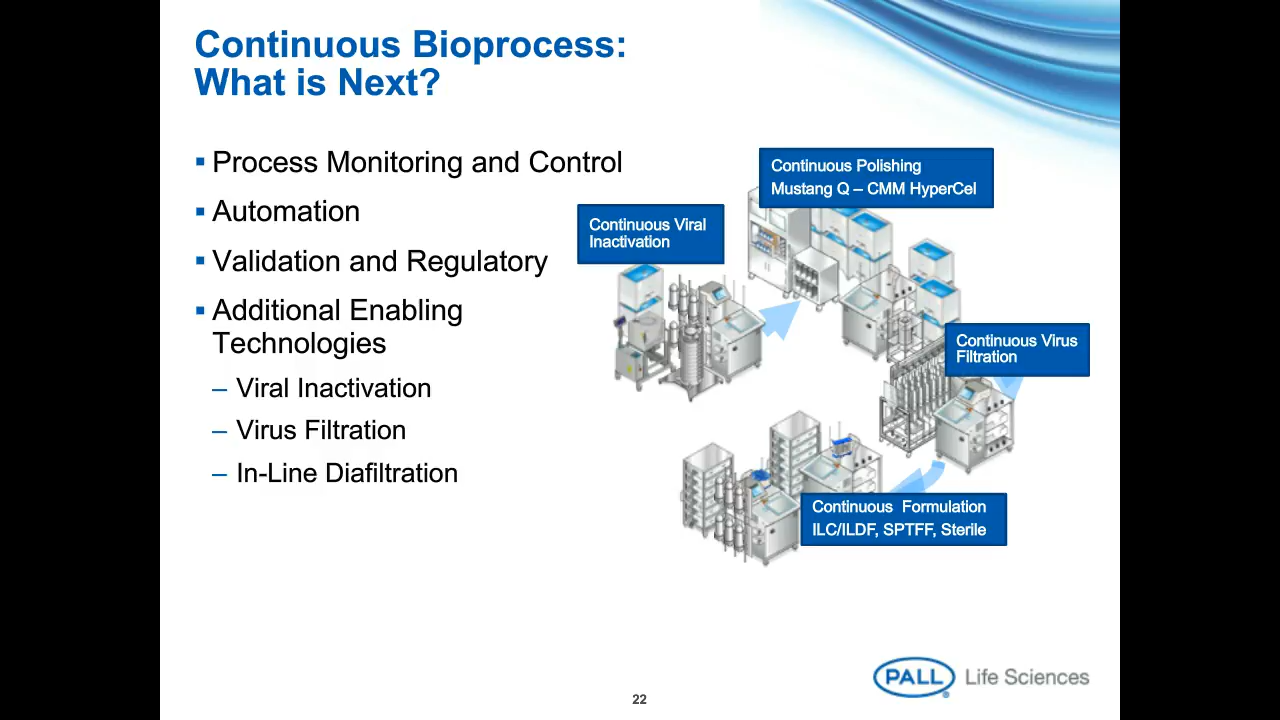 Continuous Bioprocess:
What is Next?
▪ Process Monitoring and Control
▪ Automation
▪ Validation and Regulatory
▪ Additional Enabling
Technologies
– Viral Inactivation
– Virus Filtration
– In-Line Diafiltration
Continuous Viral
Inactivation
Continuous Polishing
Mustang Q – CMM HyperCel
Continuous Virus
Filtration
Continuous Formulation
ILC/ILDF, SPTFF, Sterile
PALL® Life Sciences
22